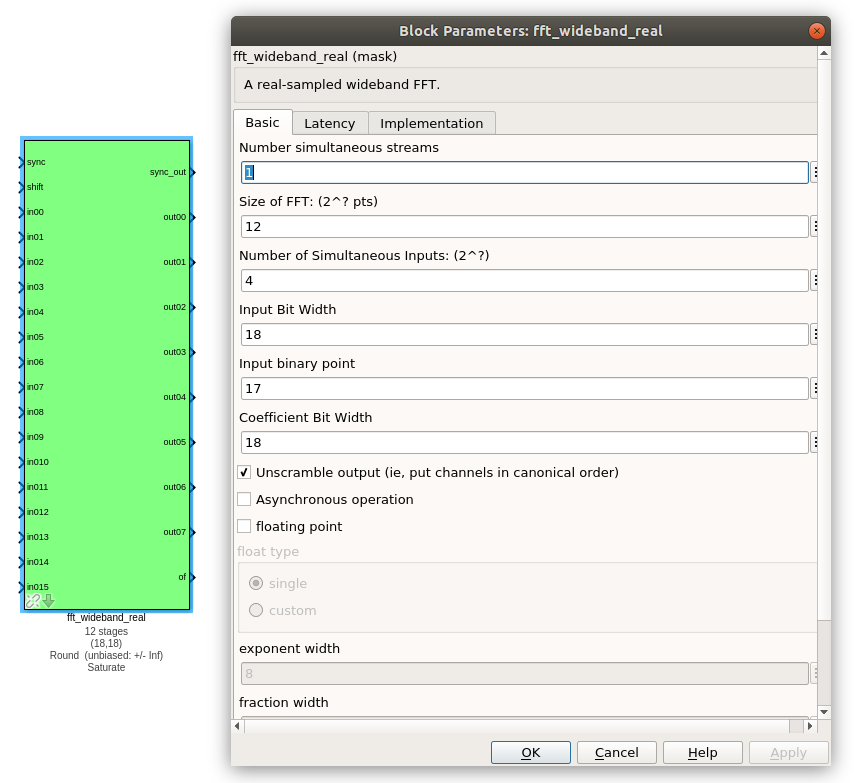 sync
shift
in00
in01
in02
in03
in04
in05
in06
in07
in08
in09
in010
in011
in012
in013
in014
in015
sync_out
out00
out01
out02
out03
out04
out05
out06
out07
of
fft_wideband_real
12 stages
(18,18)
Round (unbiased: +/- Inf)
Saturate
Block Parameters: fft_wideband_real
fft_wideband_real (mask)
A real-sampled wideband FFT.
Basic Latency Implementation
Number simultaneous streams
1
Size of FFT: (2^? pts)
12
Number of Simultaneous Inputs: (2^?)
4
Input Bit Width
18
Input binary point
17
Coefficient Bit Width
18
Unscramble output (ie, put channels in canonical order)
Asynchronous operation
floating point
float type
single
custom
exponent width
8
fraction width
OK Cancel Help Apply